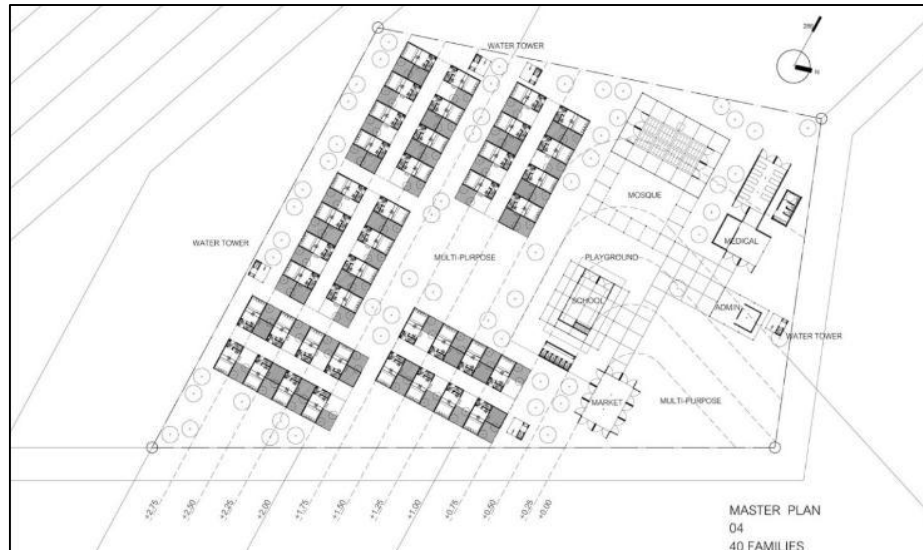 WATER TOWER
N
MOSQUE
MEDICAL
WATER TOWER
MULTI-PURPOSE
PLAYGROUND
SCHOOL
ADMIN
WATER TOWER
MARKET
MULTI-PURPOSE
+2,75
+2,50
+2,25
+2,00
+1,75
+1,50
+1,25
+1,00
+0,75
+0,50
+0,25
+0,00
MASTER PLAN
04
40 FAMILIES